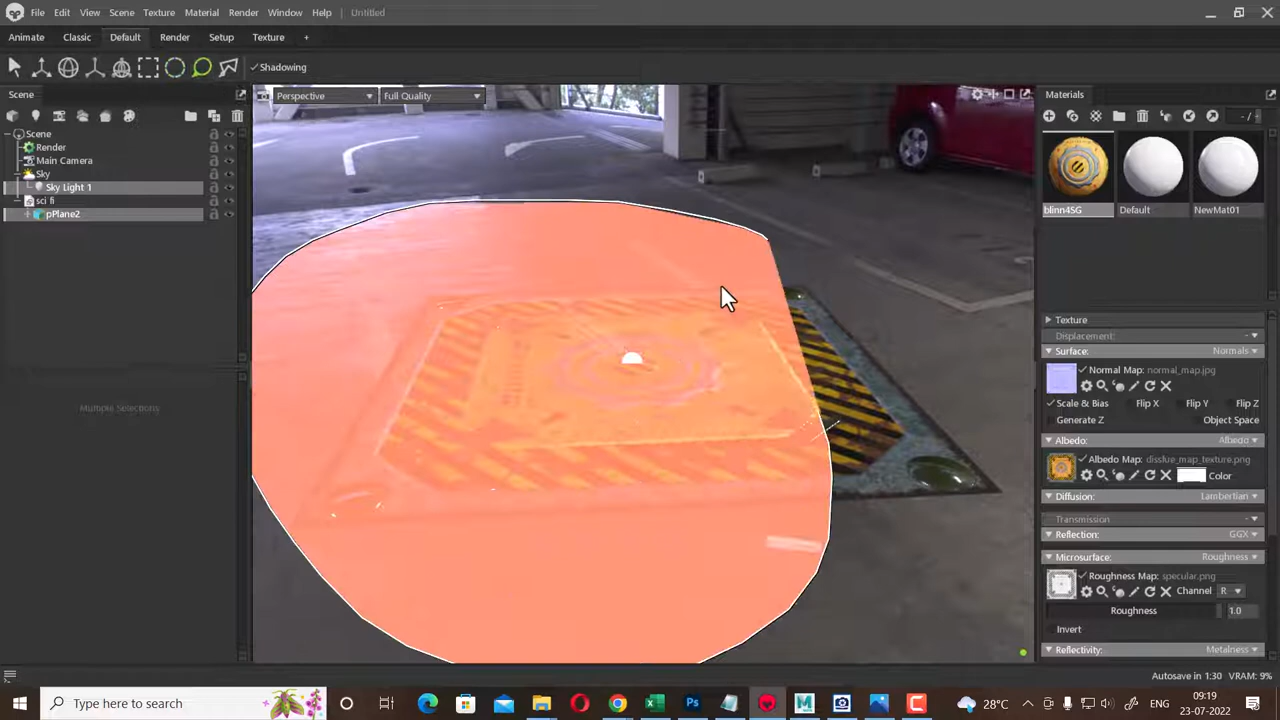 File Edit View Scene Texture Material Render Window Help Untitled
Animate Classic Default Render Setup Texture +
Shadowing
Scene
Perspective Full Quality
Materials
Scene
Render
Main Camera
Sky
Sky Light 1
sci fi
pPlane2
blinn4SG Default NewMat01
Multiple Selections
Texture
Displacement:
Surface: Normals
Normal Map: normal_map.jpg
Scale & Bias Flip X Flip Y Flip Z
Generate Z Object Space
Albedo: Albedo
Albedo Map: disslue_map_texture.png
Color
Diffusion: Lambertian
Transmission
Reflection: GGX
Microsurface: Roughness
Roughness Map: specular.png
Channel R
Roughness 1.0
Invert
Reflectivity: Metalness
Autosave in 1:30 VRAM: 9%
Type here to search
28°C
ENG
09:19
23-07-2022